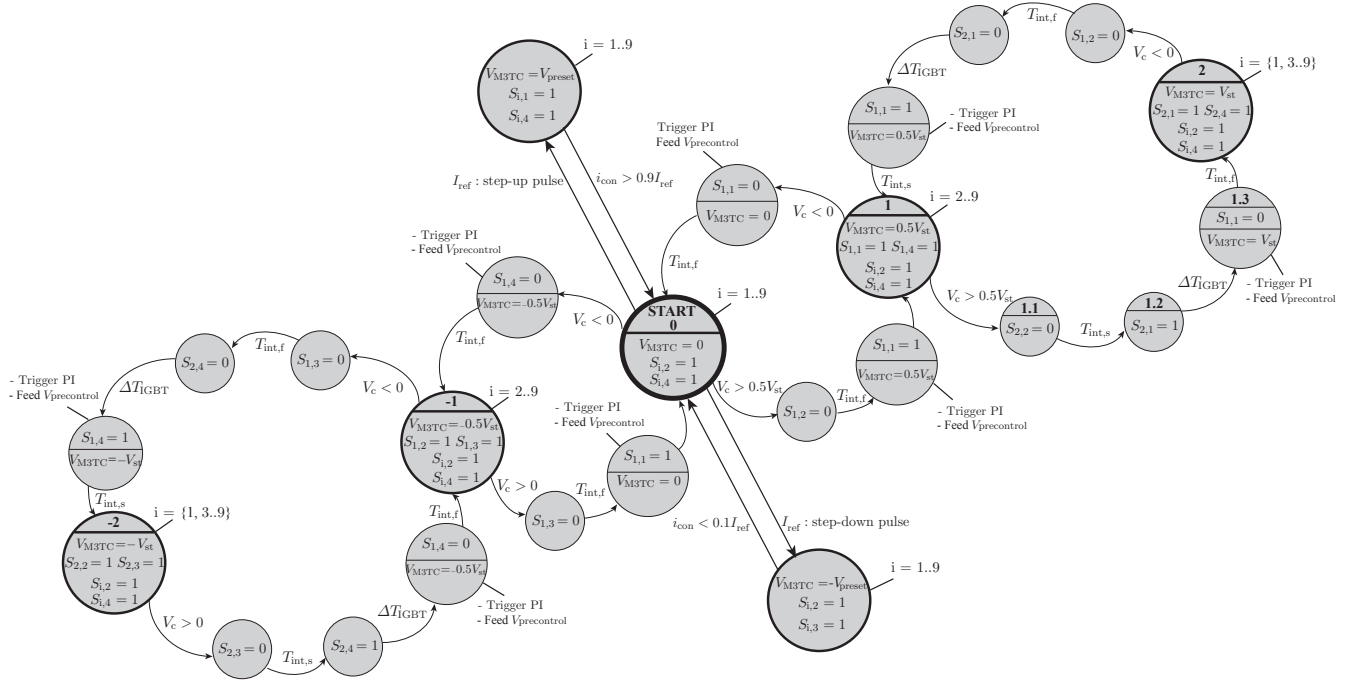 i = 1..9
V_M3TC = V_preset
S_i,1 = 1
S_i,4 = 1
I_ref : step-up pulse
i_con > 0.9I_ref
Trigger PI
Feed V_precontrol
S_1,1 = 0
V_M3TC = 0
V_c < 0
T_int,f
S_2,1 = 0
T_int,f
S_1,2 = 0
V_c < 0
ΔT_IGBT
S_1,1 = 1
V_M3TC = 0.5V_st
- Trigger PI
- Feed V_precontrol
T_int,s
i = {1, 3..9}
2
V_M3TC = V_st
S_2,1 = 1 S_2,4 = 1
S_i,2 = 1
S_i,4 = 1
T_int,f
1.3
S_1,1 = 0
V_M3TC = V_st
- Trigger PI
- Feed V_precontrol
i = 2..9
1
V_M3TC = 0.5V_st
S_1,1 = 1 S_1,4 = 1
S_i,2 = 1
S_i,4 = 1
V_c > 0.5V_st
1.1
S_2,2 = 0
T_int,s
1.2
S_2,1 = 1
ΔT_IGBT
- Trigger PI
- Feed V_precontrol
S_1,4 = 0
V_M3TC = -0.5V_st
V_c < 0
T_int,f
i = 1..9
START
0
V_M3TC = 0
S_i,2 = 1
S_i,4 = 1
V_c > 0.5V_st
S_1,2 = 0
T_int,f
S_1,1 = 1
V_M3TC = 0.5V_st
- Trigger PI
- Feed V_precontrol
S_2,4 = 0
T_int,f
S_1,3 = 0
V_c < 0
ΔT_IGBT
- Trigger PI
- Feed V_precontrol
S_1,4 = 1
V_M3TC = -V_st
T_int,s
i = 2..9
-1
V_M3TC = -0.5V_st
S_1,2 = 1 S_1,3 = 1
S_i,2 = 1
S_i,4 = 1
V_c > 0
S_1,3 = 0
T_int,f
- Trigger PI
- Feed V_precontrol
S_1,1 = 1
V_M3TC = 0
i_con < 0.1I_ref
I_ref : step-down pulse
i = 1..9
V_M3TC = -V_preset
S_i,2 = 1
S_i,3 = 1
i = {1, 3..9}
-2
V_M3TC = -V_st
S_2,2 = 1 S_2,3 = 1
S_i,2 = 1
S_i,4 = 1
V_c > 0
S_2,3 = 0
T_int,s
S_2,4 = 1
ΔT_IGBT
T_int,f
S_1,4 = 0
V_M3TC = -0.5V_st
- Trigger PI
- Feed V_precontrol